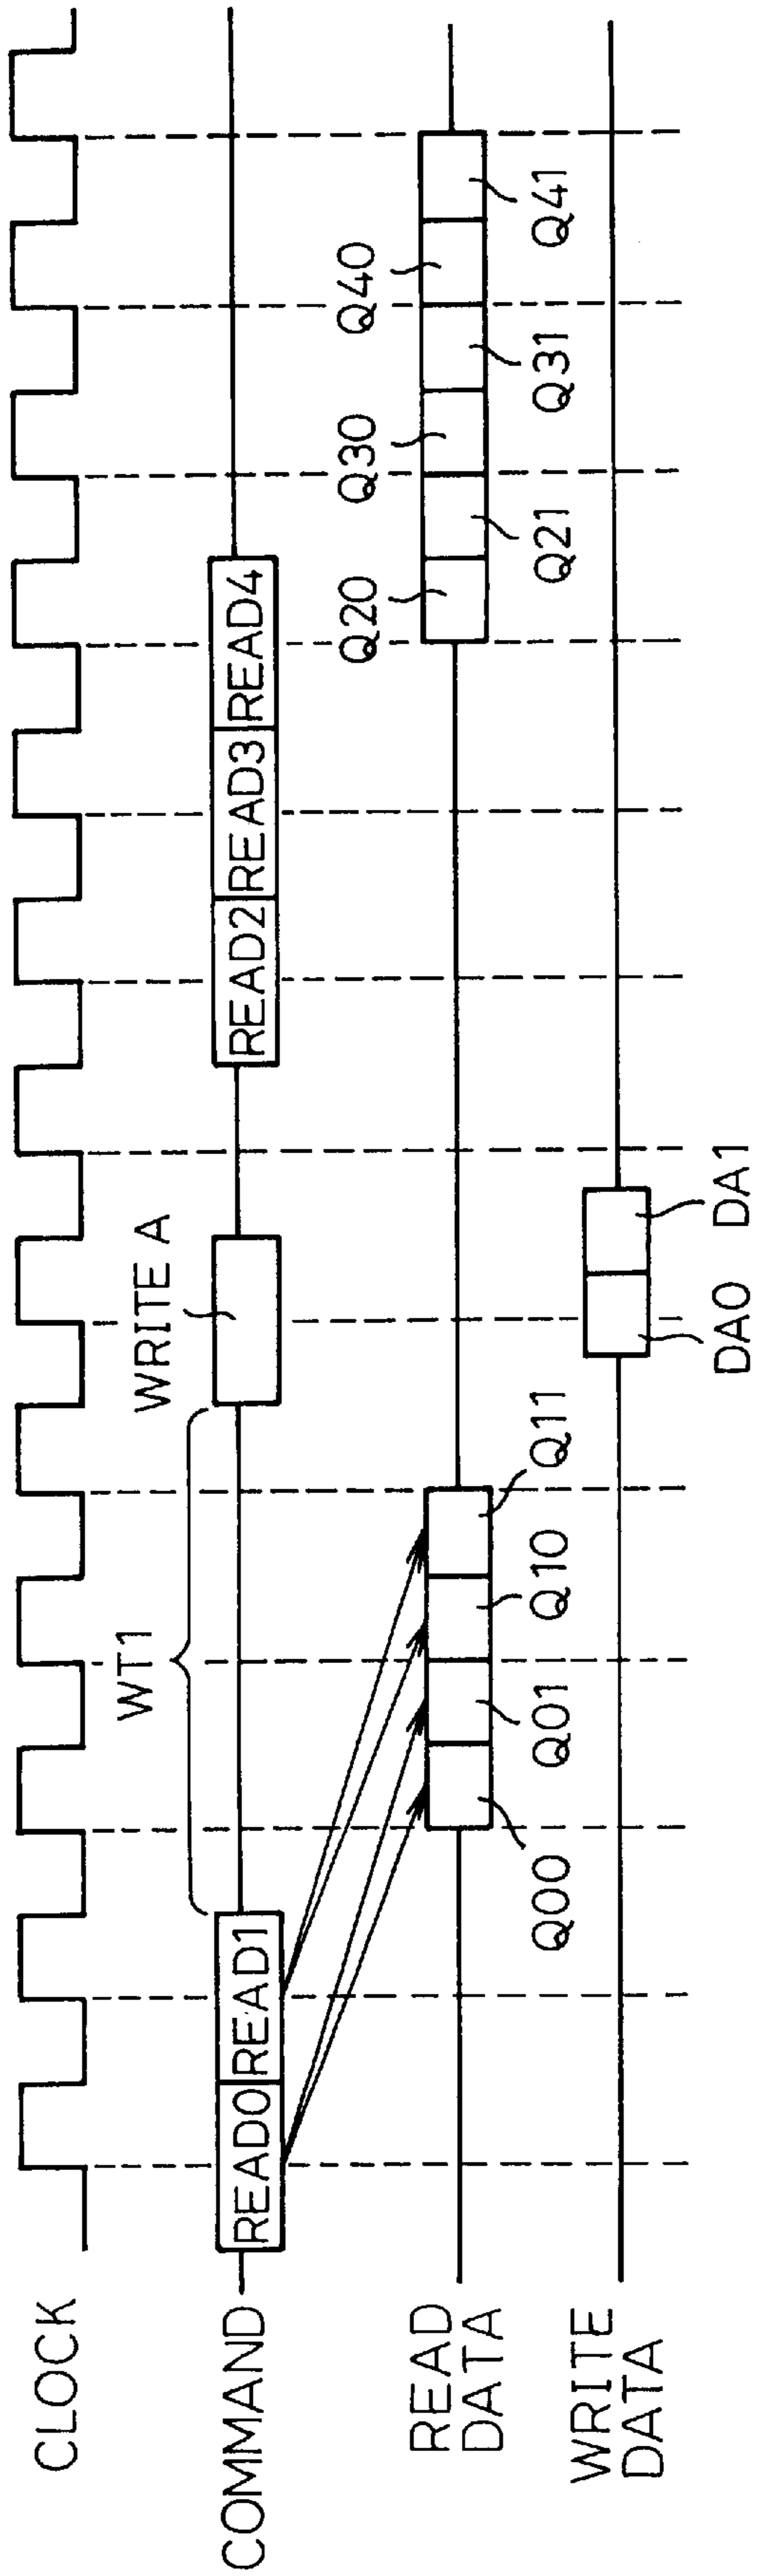 CLOCK
WT1
WRITE A
COMMAND
READ0
READ1
READ2
READ3
READ4
Q20
Q30
Q40
READ
DATA
Q00
Q01
Q10
Q11
Q21
Q31
Q41
WRITE
DATA
DA0
DA1